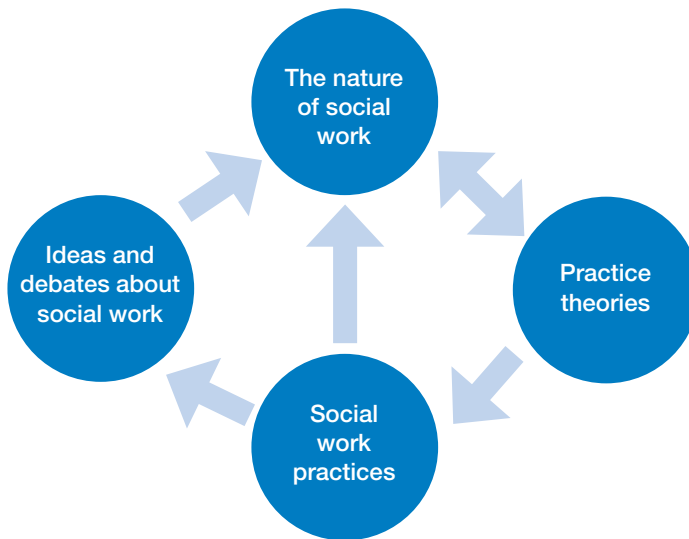 The nature
of social
work
Ideas and
debates about
social work
Practice
theories
Social
work
practices